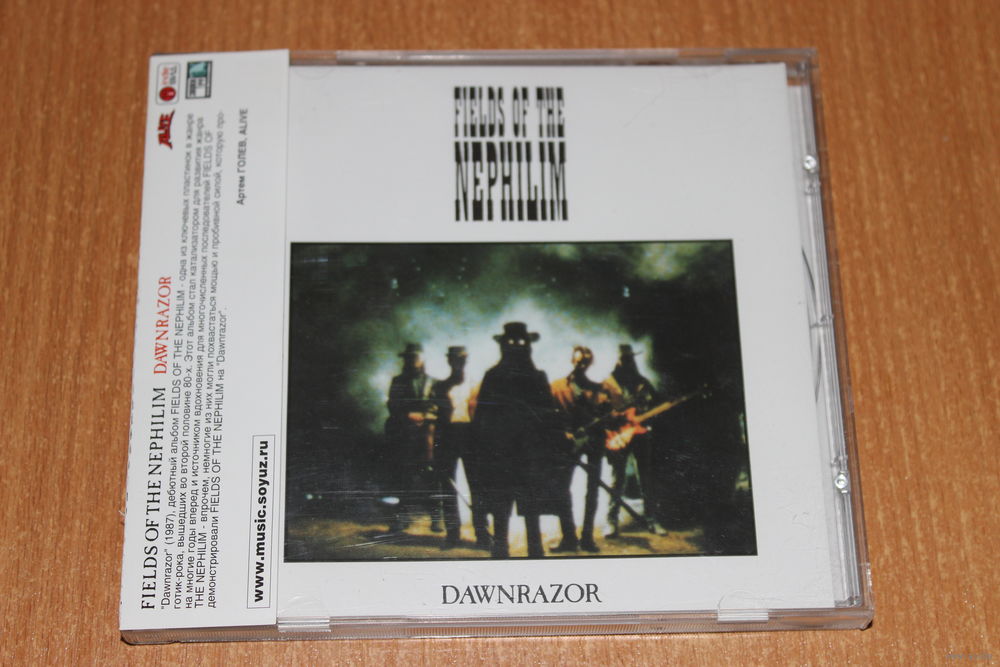 FIELDS OF THE
NEPHILIM
DAWNRAZOR
FIELDS OF THE NEPHILIM DAWNRAZOR
"Dawnrazor" (1987), дебютный альбом FIELDS OF THE NEPHILIM - одна из ключевых пластинок в жанре
готик-рока, вышедших во второй половине 80-х. Этот альбом стал катализатором для развития жанра
на многие годы вперед и источником вдохновения для многочисленных последователей FIELDS OF
THE NEPHILIM - впрочем, немногие из них могли похвастаться мощью и пробивной силой, которую про-
демонстрировали FIELDS OF THE NEPHILIM на "Dawnrazor".
Артем ГОЛЕВ, ALIVE
www.music.soyuz.ru
ALIVE